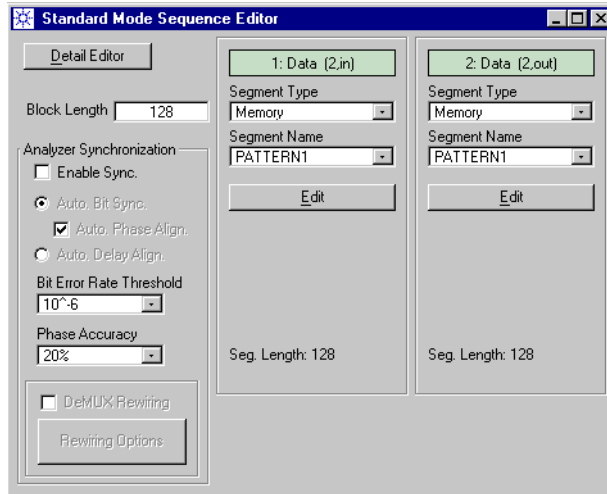 Standard Mode Sequence Editor
Detail Editor
Block Length 128
Analyzer Synchronization
Enable Sync.
Auto. Bit Sync.
Auto. Phase Align.
Auto. Delay Align.
Bit Error Rate Threshold
10^-6
Phase Accuracy
20%
DeMUX Rewiring
Rewiring Options
1: Data (2,in)
Segment Type
Memory
Segment Name
PATTERN1
Edit
Seg. Length: 128
2: Data (2,out)
Segment Type
Memory
Segment Name
PATTERN1
Edit
Seg. Length: 128